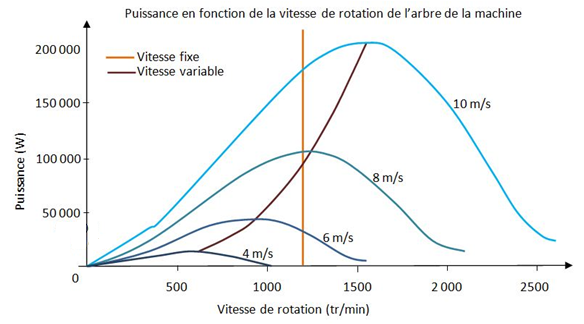 Puissance en fonction de la vitesse de rotation de l'arbre de la machine
Puissance (W)
200 000
150 000
100 000
50 000
0
Vitesse fixe
Vitesse variable
10 m/s
8 m/s
6 m/s
4 m/s
500
1000
1500
2000
2500
Vitesse de rotation (tr/min)